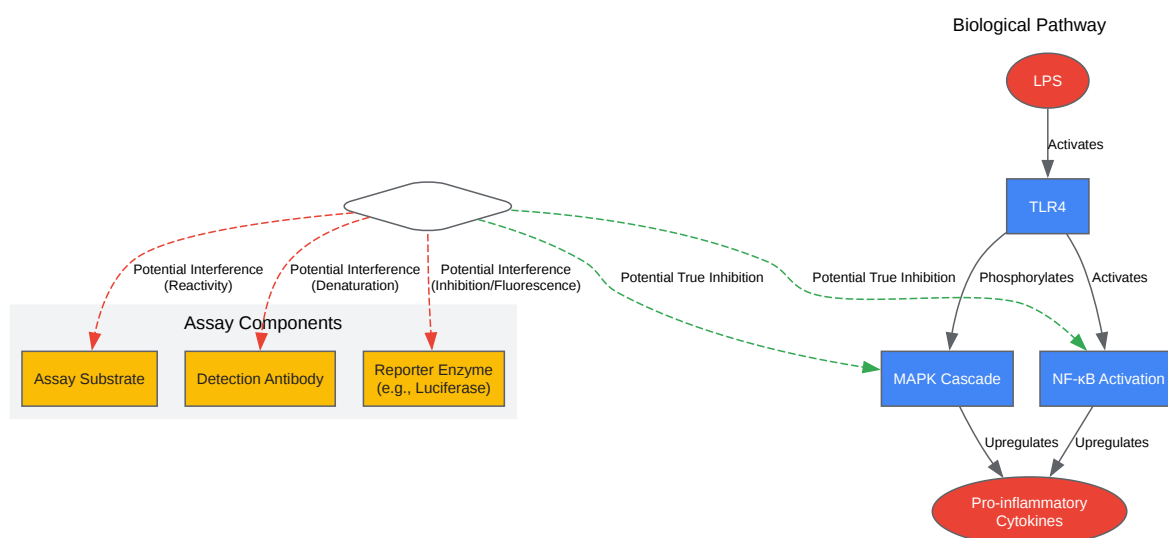 Biological Pathway
LPS
Activates
TLR4
Potential Interference
(Reactivity)
Potential Interference
(Denaturation)
Potential Interference
(Inhibition/Fluorescence)
Potential True Inhibition
Potential True Inhibition
Phosphorylates
Activates
Assay Components
Assay Substrate
Detection Antibody
Reporter Enzyme
(e.g., Luciferase)
MAPK Cascade
NF-κB Activation
Upregulates
Upregulates
Pro-inflammatory
Cytokines